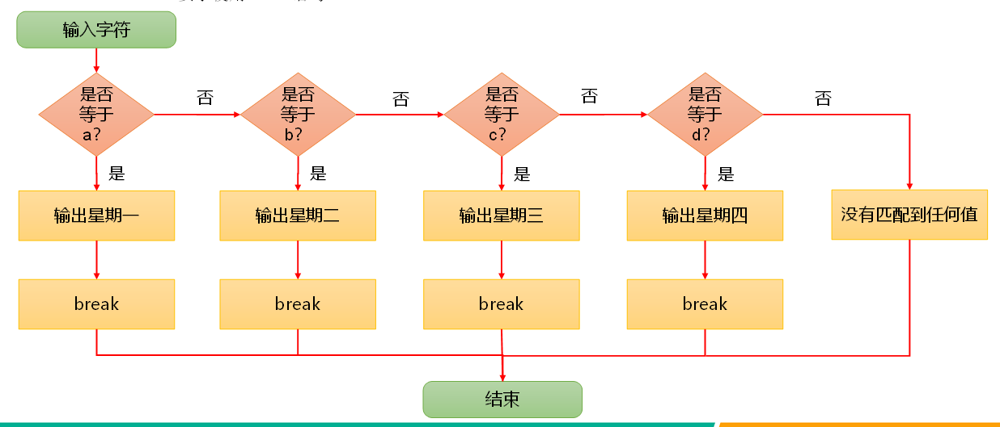 输入字符
是否
等于
a？
否
是否
等于
b？
否
是否
等于
c？
否
是否
等于
d？
否
是
是
是
是
输出星期一
输出星期二
输出星期三
输出星期四
没有匹配到任何值
break
break
break
break
结束